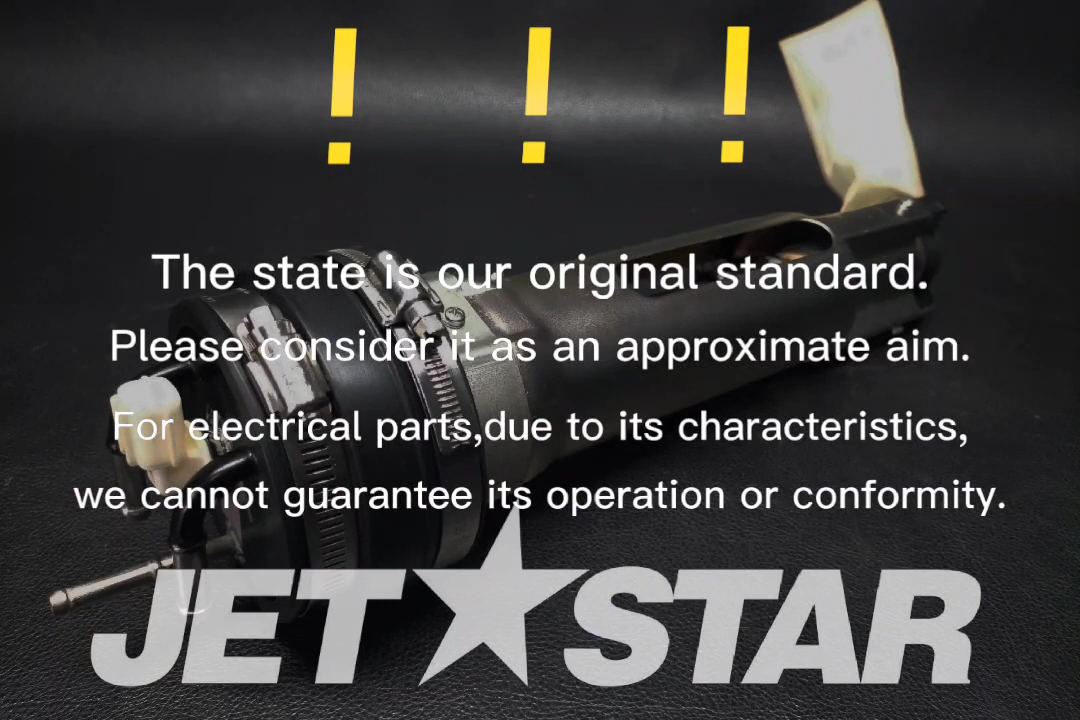 ! ! !
The state is our original standard.
Please consider it as an approximate aim.
For electrical parts,due to its characteristics,
we cannot guarantee its operation or conformity.
JET★STAR